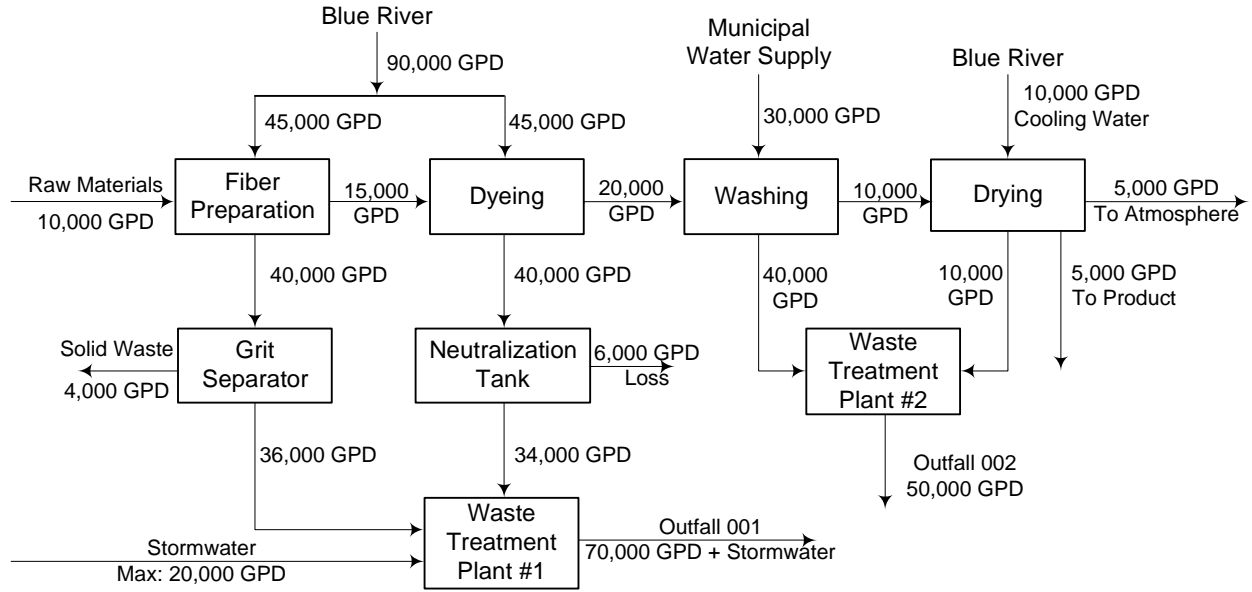 Blue River
90,000 GPD
Municipal
Water Supply
Blue River
45,000 GPD
45,000 GPD
30,000 GPD
10,000 GPD
Cooling Water
Raw Materials
10,000 GPD
Fiber
Preparation
15,000
GPD
Dyeing
20,000
GPD
Washing
10,000
GPD
Drying
5,000 GPD
To Atmosphere
40,000 GPD
40,000 GPD
40,000
GPD
10,000
GPD
5,000 GPD
To Product
Solid Waste
4,000 GPD
Grit
Separator
Neutralization
Tank
6,000 GPD
Loss
Waste
Treatment
Plant #2
36,000 GPD
34,000 GPD
Outfall 002
50,000 GPD
Stormwater
Max: 20,000 GPD
Waste
Treatment
Plant #1
Outfall 001
70,000 GPD + Stormwater